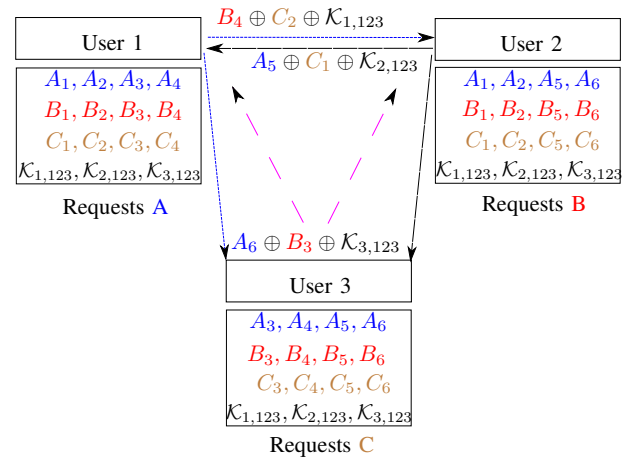 B₄ ⊕ C₂ ⊕ 𝒦₁,₁₂₃
User 1
User 2
A₅ ⊕ C₁ ⊕ 𝒦₂,₁₂₃
A₁, A₂, A₃, A₄
B₁, B₂, B₃, B₄
C₁, C₂, C₃, C₄
𝒦₁,₁₂₃, 𝒦₂,₁₂₃, 𝒦₃,₁₂₃
Requests A
A₁, A₂, A₅, A₆
B₁, B₂, B₅, B₆
C₁, C₂, C₅, C₆
𝒦₁,₁₂₃, 𝒦₂,₁₂₃, 𝒦₃,₁₂₃
Requests B
A₆ ⊕ B₃ ⊕ 𝒦₃,₁₂₃
User 3
A₃, A₄, A₅, A₆
B₃, B₄, B₅, B₆
C₃, C₄, C₅, C₆
𝒦₁,₁₂₃, 𝒦₂,₁₂₃, 𝒦₃,₁₂₃
Requests C